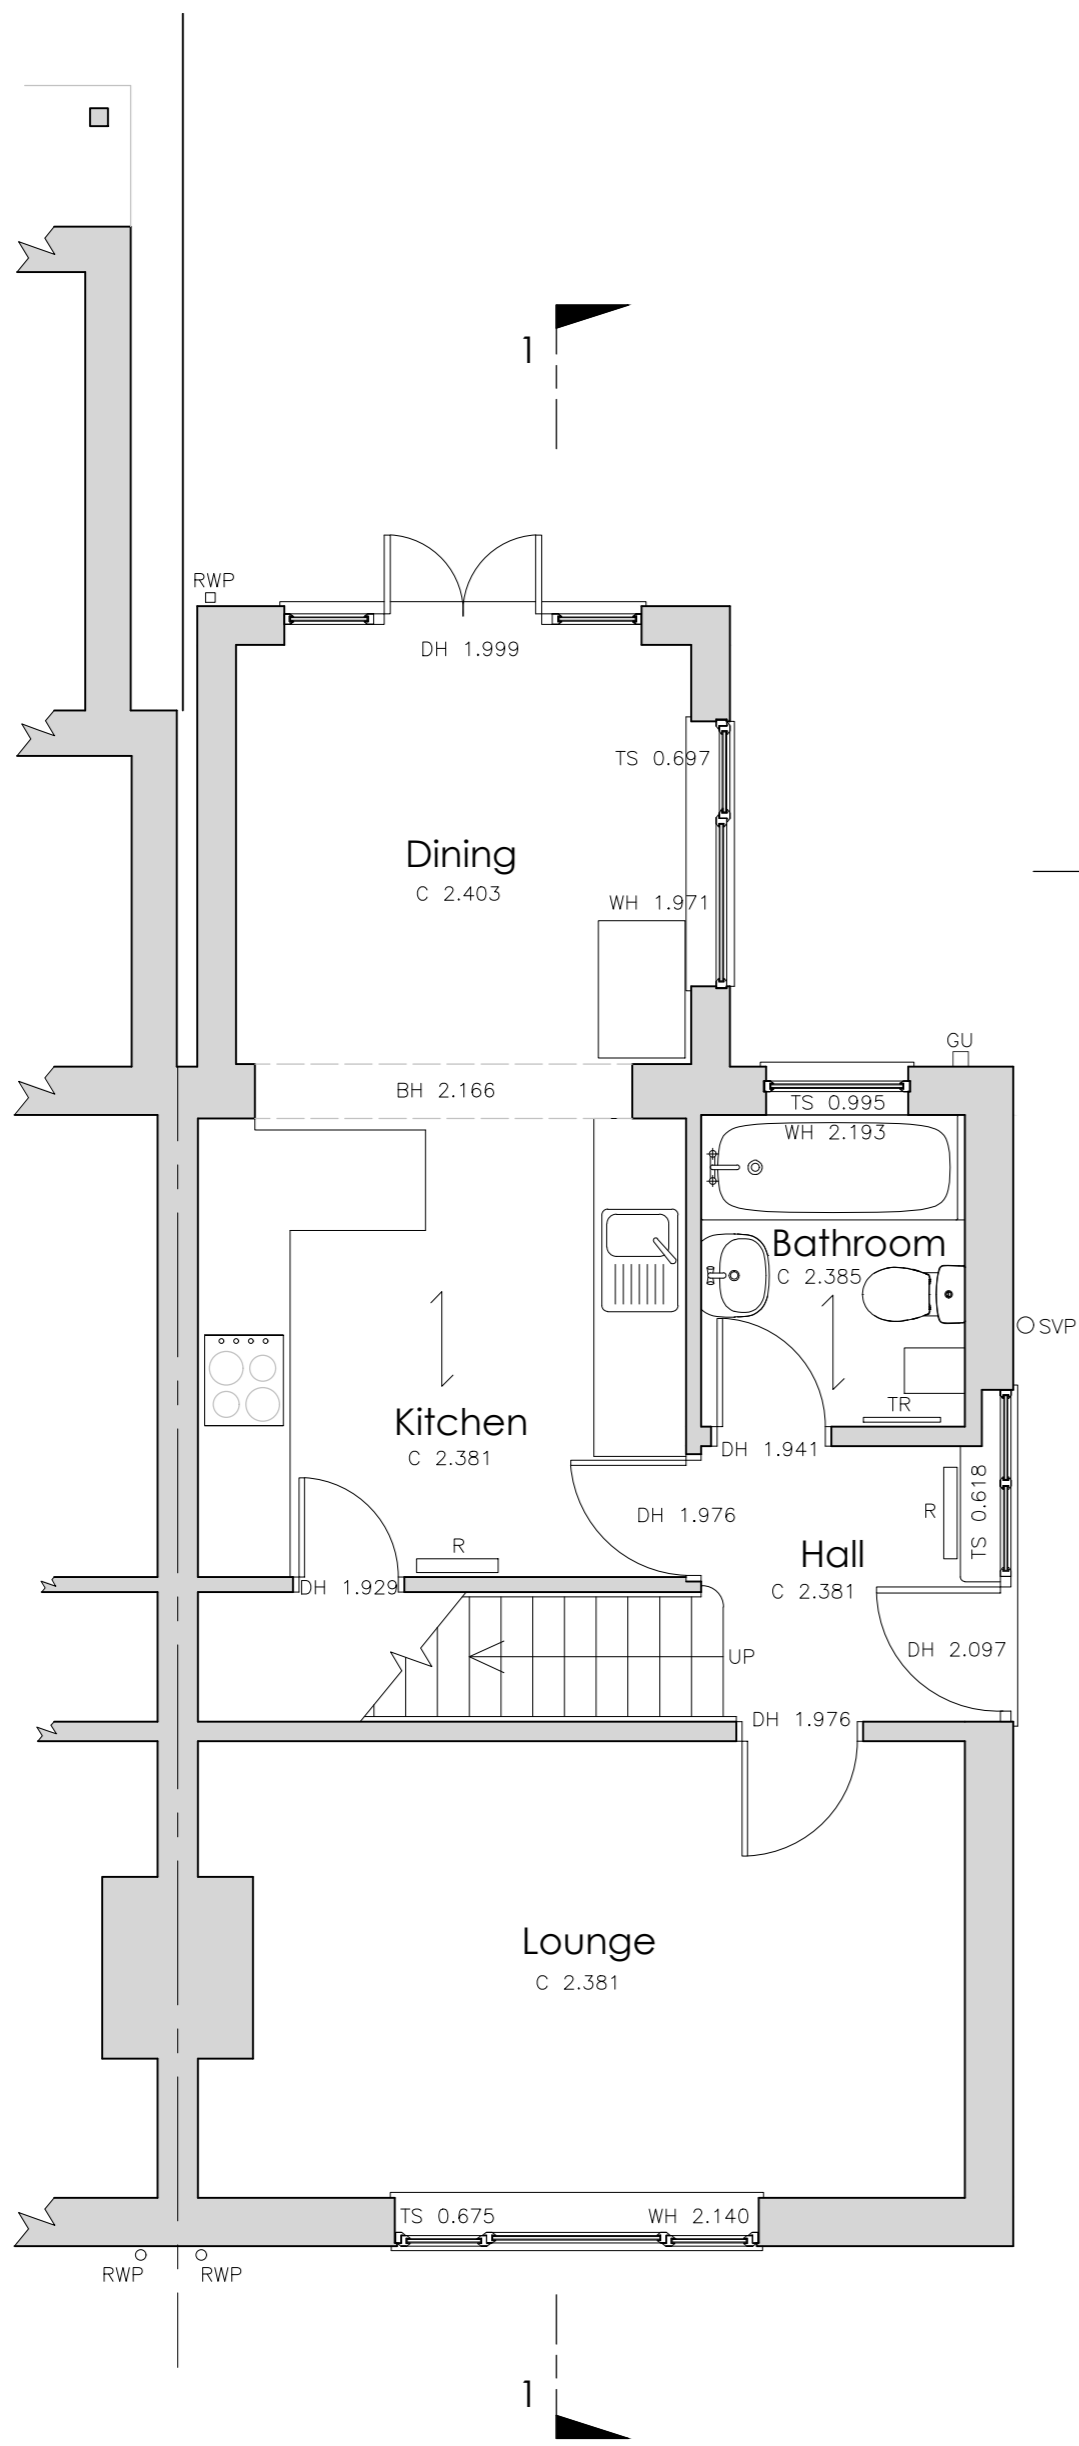 1
RWP
DH 1.999
TS 0.697
Dining
C 2.403
WH 1.971
GU
BH 2.166
TS 0.995
WH 2.193
Bathroom
C 2.385
SVP
TR
Kitchen
C 2.381
DH 1.941
DH 1.976
R
TS 0.618
R
Hall
C 2.381
DH 1.929
DH 2.097
UP
DH 1.976
Lounge
C 2.381
TS 0.675
WH 2.140
RWP
RWP
1